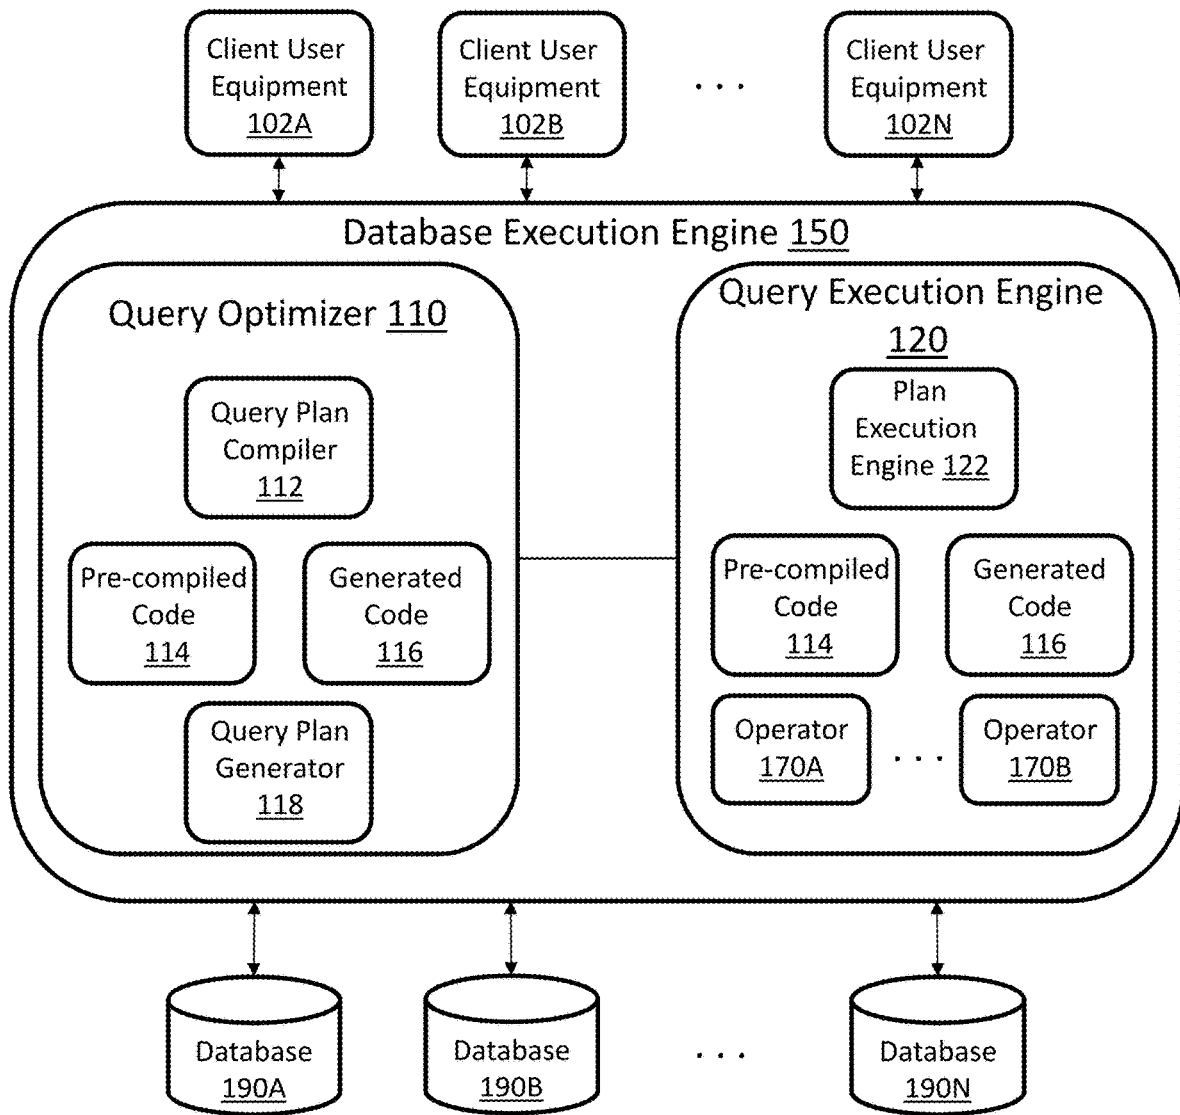 Client User
Equipment
102A
Client User
Equipment
102B
. . .
Client User
Equipment
102N
Database Execution Engine 150
Query Optimizer 110
Query Plan
Compiler
112
Pre-compiled
Code
114
Generated
Code
116
Query Plan
Generator
118
Query Execution Engine
120
Plan
Execution
Engine 122
Pre-compiled
Code
114
Generated
Code
116
Operator
170A
. . .
Operator
170B
Database
190A
Database
190B
. . .
Database
190N